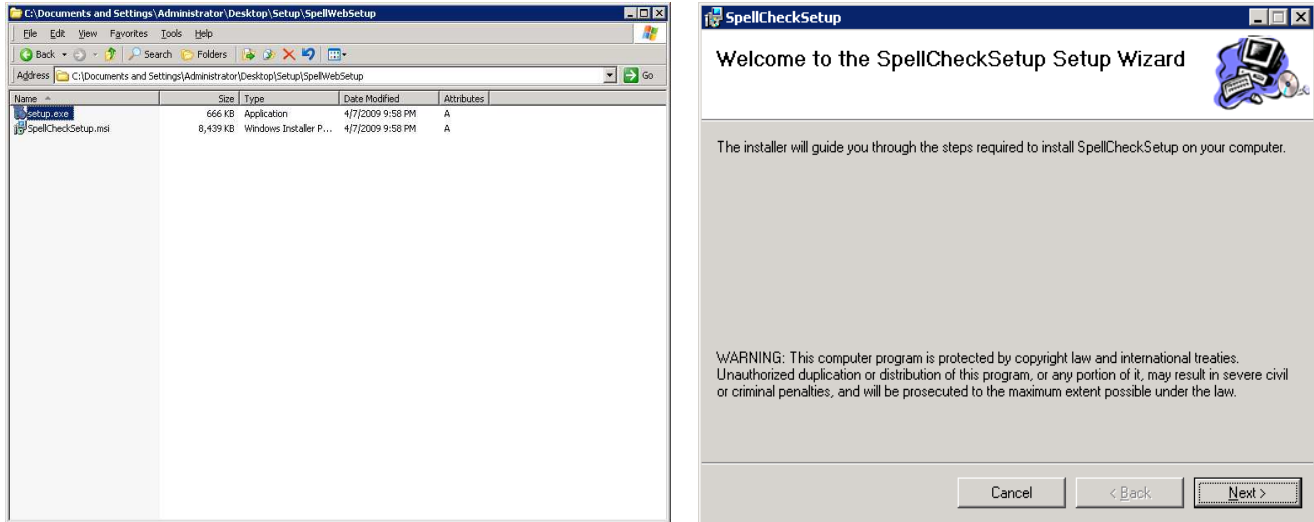 C:\Documents and Settings\Administrator\Desktop\Setup\SpellWebSetup
File Edit View Favorites Tools Help
Back Search Folders
Address C:\Documents and Settings\Administrator\Desktop\Setup\SpellWebSetup Go
Name Size Type Date Modified Attributes
setup.exe 666 KB Application 4/7/2009 9:58 PM A
SpellCheckSetup.msi 8,439 KB Windows Installer P... 4/7/2009 9:58 PM A
SpellCheckSetup
Welcome to the SpellCheckSetup Setup Wizard
The installer will guide you through the steps required to install SpellCheckSetup on your computer.
WARNING: This computer program is protected by copyright law and international treaties.
Unauthorized duplication or distribution of this program, or any portion of it, may result in severe civil
or criminal penalties, and will be prosecuted to the maximum extent possible under the law.
Cancel < Back Next >